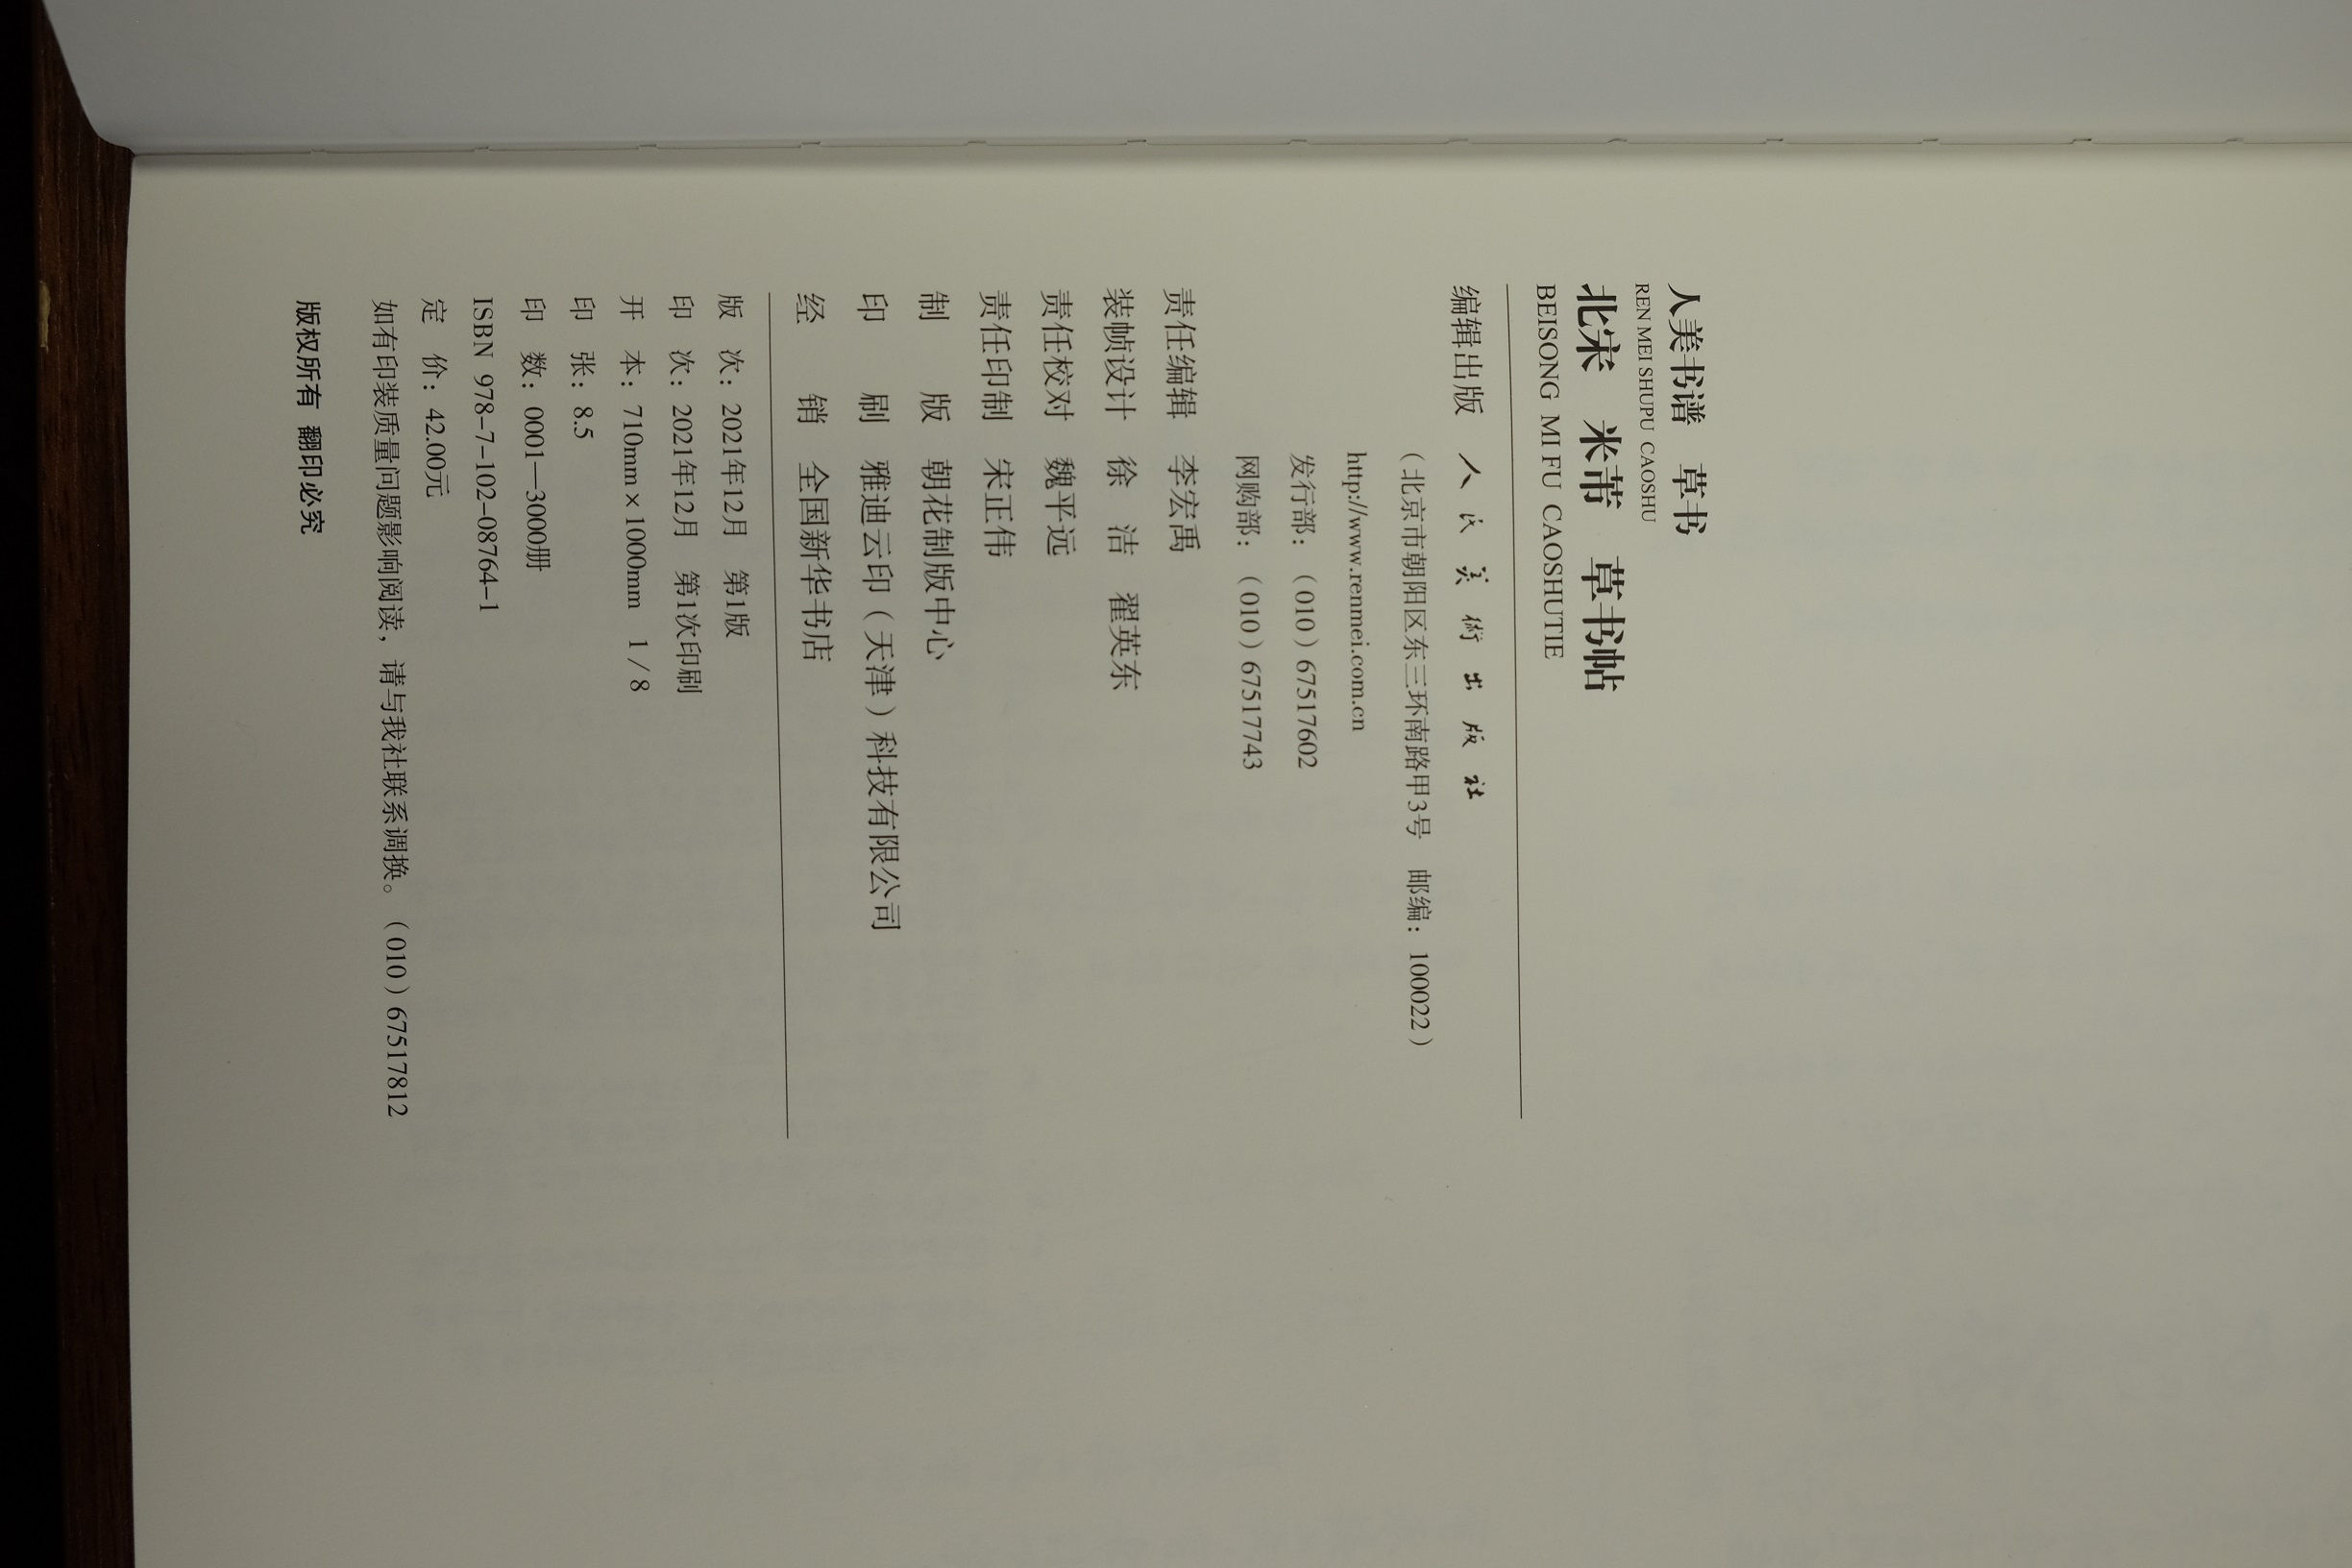 人美书谱 草书
REN MEI SHUPU CAOSHU
北宋 米芾 草书帖
BEISONG MI FU CAOSHUTIE
编辑出版 人民美術出版社
（北京市朝阳区东三环南路甲3号 邮编：100022）
http://www.renmei.com.cn
发行部：（010）67517602
网购部：（010）67517743
责任编辑 李宏禹
装帧设计 徐 洁 翟英东
责任校对 魏平远
责任印制 宋正伟
制 版 朝花制版中心
印 刷 雅迪云印（天津）科技有限公司
经 销 全国新华书店
版 次：2021年12月 第1版
印 次：2021年12月 第1次印刷
开 本：710mm×1000mm 1/8
印 张：8.5
印 数：0001—3000册
ISBN 978-7-102-08764-1
定 价：42.00元
如有印装质量问题影响阅读，请与我社联系调换。（010）67517812
版权所有 翻印必究